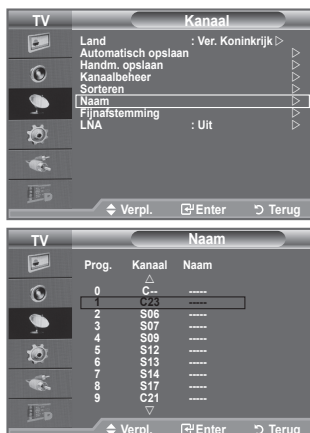 TV Kanaal
Land : Ver. Koninkrijk ▷
Automatisch opslaan ▷
Handm. opslaan ▷
Kanaalbeheer ▷
Sorteren ▷
Naam ▷
Fijnafstemming ▷
LNA : Uit ▷
Verpl. Enter Terug
TV Naam
Prog. Kanaal Naam
0 C-- -----
1 C23 -----
2 S06 -----
3 S07 -----
4 S09 -----
5 S12 -----
6 S13 -----
7 S14 -----
8 S17 -----
9 C21 -----
Verpl. Enter Terug